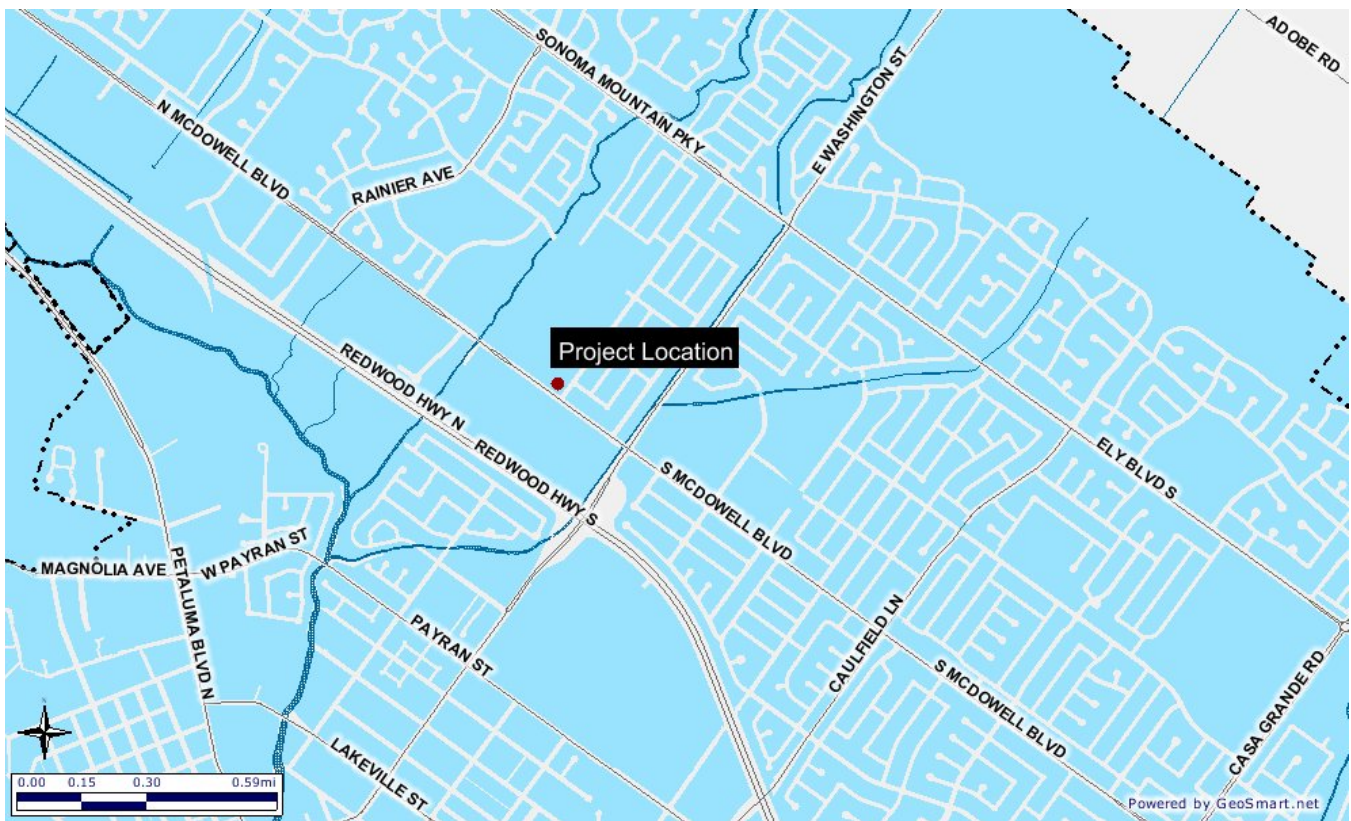 ADOBE RD
SONOMA MOUNTAIN PKY
E WASHINGTON ST
N MCDOWELL BLVD
RAINIER AVE
Project Location
REDWOOD HWY N
REDWOOD HWY S
S MCDOWELL BLVD
ELY BLVD S
MAGNOLIA AVE
W PAYRAN ST
PETALUMA BLVD N
PAYRAN ST
CAULFIELD LN
S MCDOWELL BLVD
CASA GRANDE RD
LAKEVILLE ST
0.00 0.15 0.30 0.59mi
Powered by GeoSmart.net